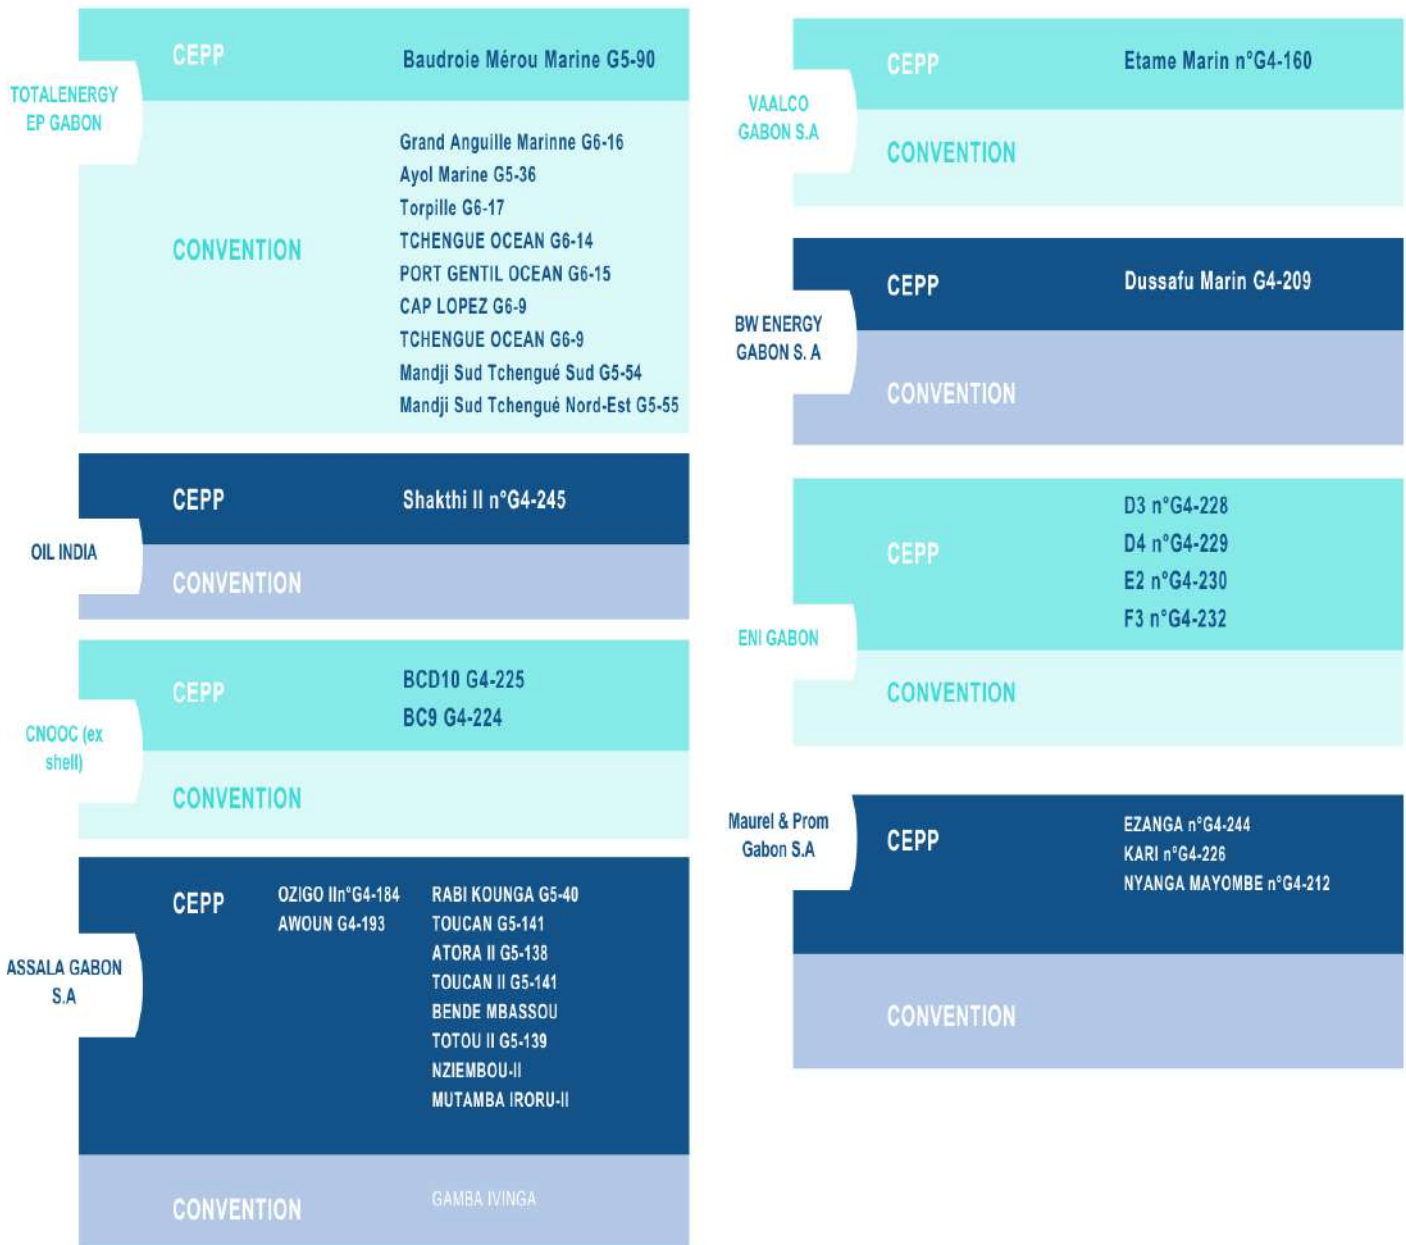 TOTALENERGY
EP GABON
CEPP
Baudroie Mérou Marine G5-90
CONVENTION
Grand Anguille Marinne G6-16
Ayol Marine G5-36
Torpille G6-17
TCHENGUE OCEAN G6-14
PORT GENTIL OCEAN G6-15
CAP LOPEZ G6-9
TCHENGUE OCEAN G6-9
Mandji Sud Tchengué Sud G5-54
Mandji Sud Tchengué Nord-Est G5-55
OIL INDIA
CEPP
Shakthi II n°G4-245
CONVENTION
CNOOC (ex
shell)
CEPP
BCD10 G4-225
BC9 G4-224
CONVENTION
ASSALA GABON
S.A
CEPP
OZIGO IIn°G4-184
AWOUN G4-193
RABI KOUNGA G5-40
TOUCAN G5-141
ATORA II G5-138
TOUCAN II G5-141
BENDE MBASSOU
TOTOU II G5-139
NZIEMBOU-II
MUTAMBA IRORU-II
CONVENTION
GAMBA IVINGA
VAALCO
GABON S.A
CEPP
Etame Marin n°G4-160
CONVENTION
BW ENERGY
GABON S. A
CEPP
Dussafu Marin G4-209
CONVENTION
ENI GABON
CEPP
D3 n°G4-228
D4 n°G4-229
E2 n°G4-230
F3 n°G4-232
CONVENTION
Maurel & Prom
Gabon S.A
CEPP
EZANGA n°G4-244
KARI n°G4-226
NYANGA MAYOMBE n°G4-212
CONVENTION